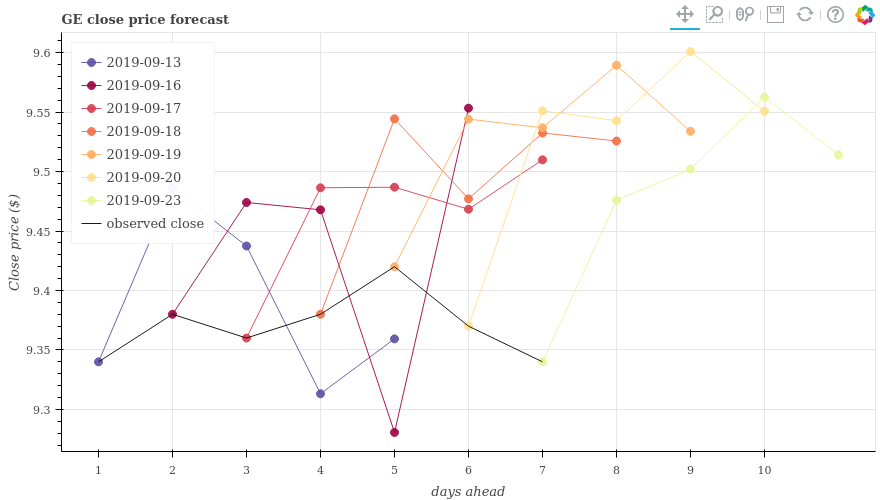 GE close price forecast
9.6
9.55
9.5
9.45
9.4
9.35
9.3
Close price ($)
2019-09-13
2019-09-16
2019-09-17
2019-09-18
2019-09-19
2019-09-20
2019-09-23
observed close
1 2 3 4 5 6 7 8 9 10
days ahead